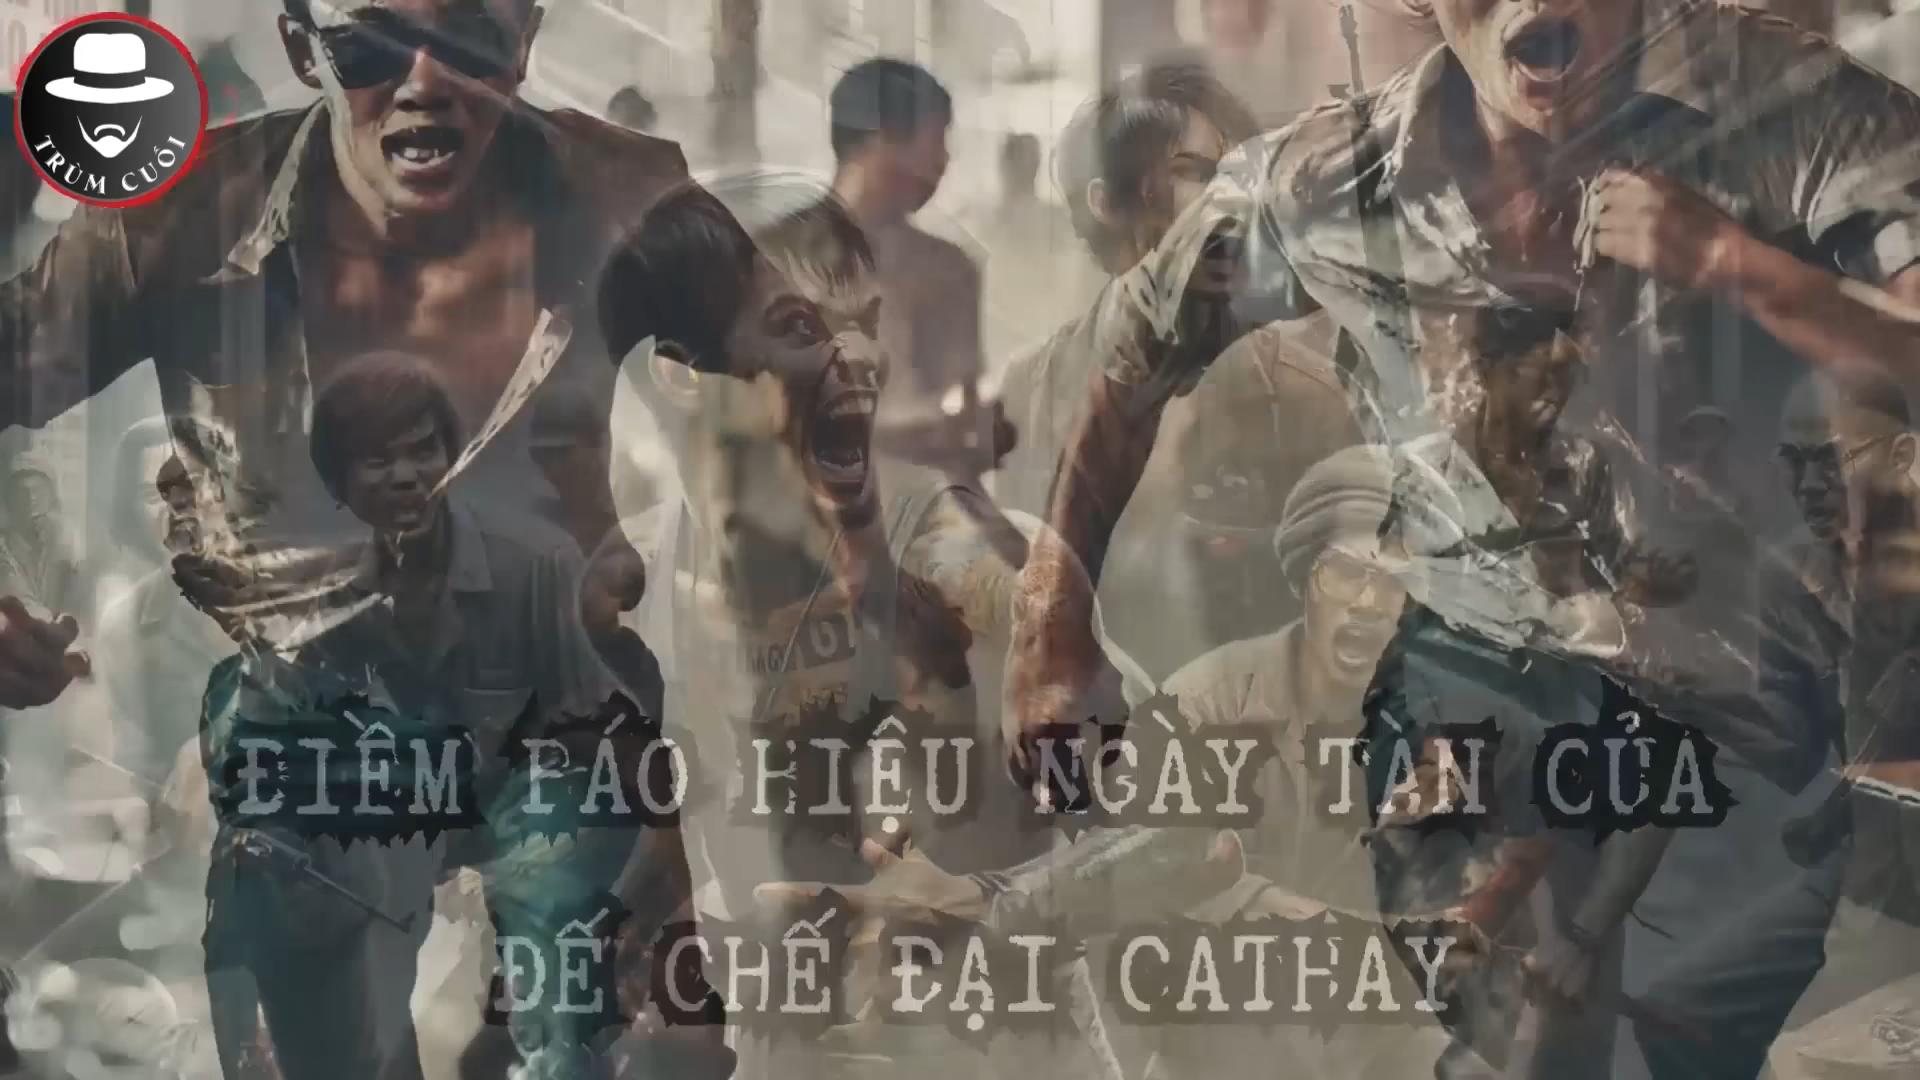 TRÙM CUỐI
ĐIỀM BÁO HIỆU NGÀY TÀN CỦA
ĐẾ CHẾ ĐẠI CATHAY